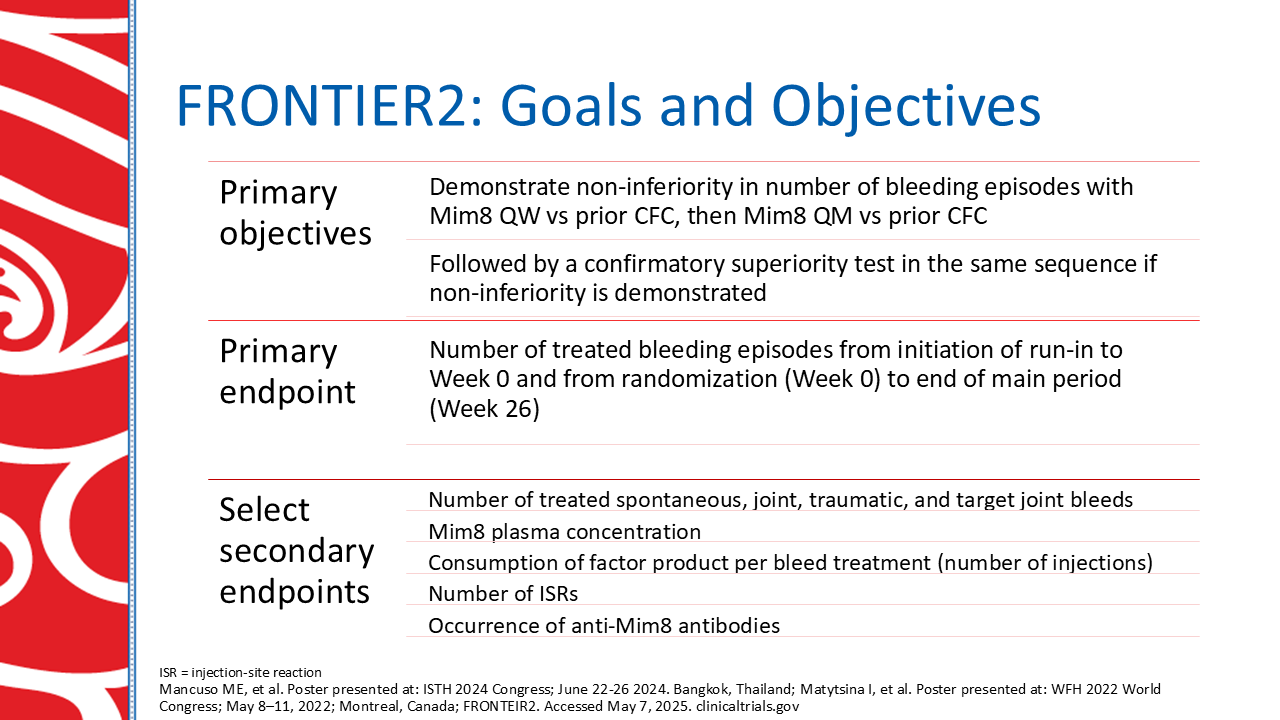 FRONTIER2: Goals and Objectives
Primary
objectives
Demonstrate non-inferiority in number of bleeding episodes with
Mim8 QW vs prior CFC, then Mim8 QM vs prior CFC
Followed by a confirmatory superiority test in the same sequence if
non-inferiority is demonstrated
Primary
endpoint
Number of treated bleeding episodes from initiation of run-in to
Week 0 and from randomization (Week 0) to end of main period
(Week 26)
Select
secondary
endpoints
Number of treated spontaneous, joint, traumatic, and target joint bleeds
Mim8 plasma concentration
Consumption of factor product per bleed treatment (number of injections)
Number of ISRs
Occurrence of anti-Mim8 antibodies
ISR = injection-site reaction
Mancuso ME, et al. Poster presented at: ISTH 2024 Congress; June 22-26 2024. Bangkok, Thailand; Matytsina I, et al. Poster presented at: WFH 2022 World
Congress; May 8–11, 2022; Montreal, Canada; FRONTEIR2. Accessed May 7, 2025. clinicaltrials.gov